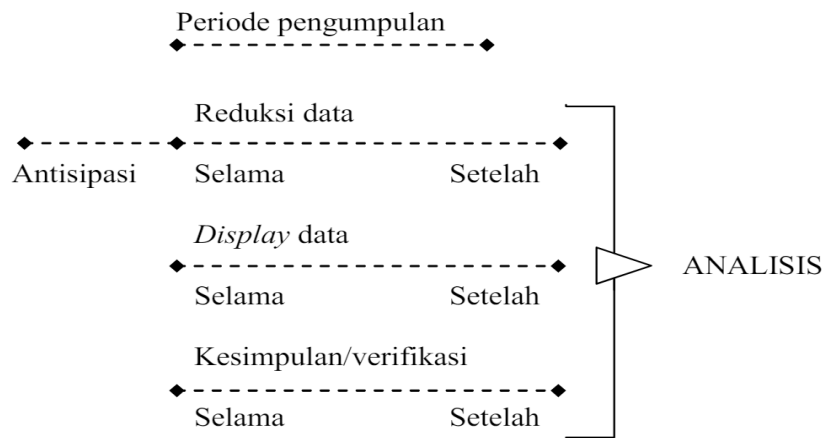 Periode pengumpulan
Reduksi data
Antisipasi Selama Setelah
Display data
Selama Setelah
ANALISIS
Kesimpulan/verifikasi
Selama Setelah